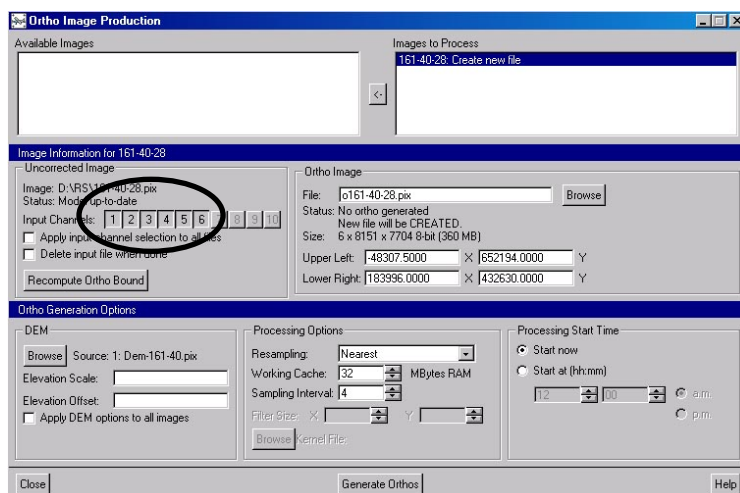 Ortho Image Production
Available Images
Images to Process
161-40-28: Create new file
<-
Image Information for 161-40-28
Uncorrected Image
Image: D:\RS\161-40-28.pix
Status: Model up-to-date
Input Channels: 1 2 3 4 5 6 7 8 9 10
Apply input channel selection to all files
Delete input file when done
Recompute Ortho Bound
Ortho Image
File: o161-40-28.pix Browse
Status: No ortho generated
New file will be CREATED.
Size: 6 x 8151 x 7704 8-bit (360 MB)
Upper Left: -48307.5000 X 652194.0000 Y
Lower Right: 183996.0000 X 432630.0000 Y
Ortho Generation Options
DEM
Browse Source: 1: Dem-161-40.pix
Elevation Scale:
Elevation Offset:
Apply DEM options to all images
Processing Options
Resampling: Nearest
Working Cache: 32 MBytes RAM
Sampling Interval: 4
Filter Size: X Y
Browse Kernel File:
Processing Start Time
Start now
Start at (hh:mm)
12 00 a.m.
p.m.
Close Generate Orthos Help